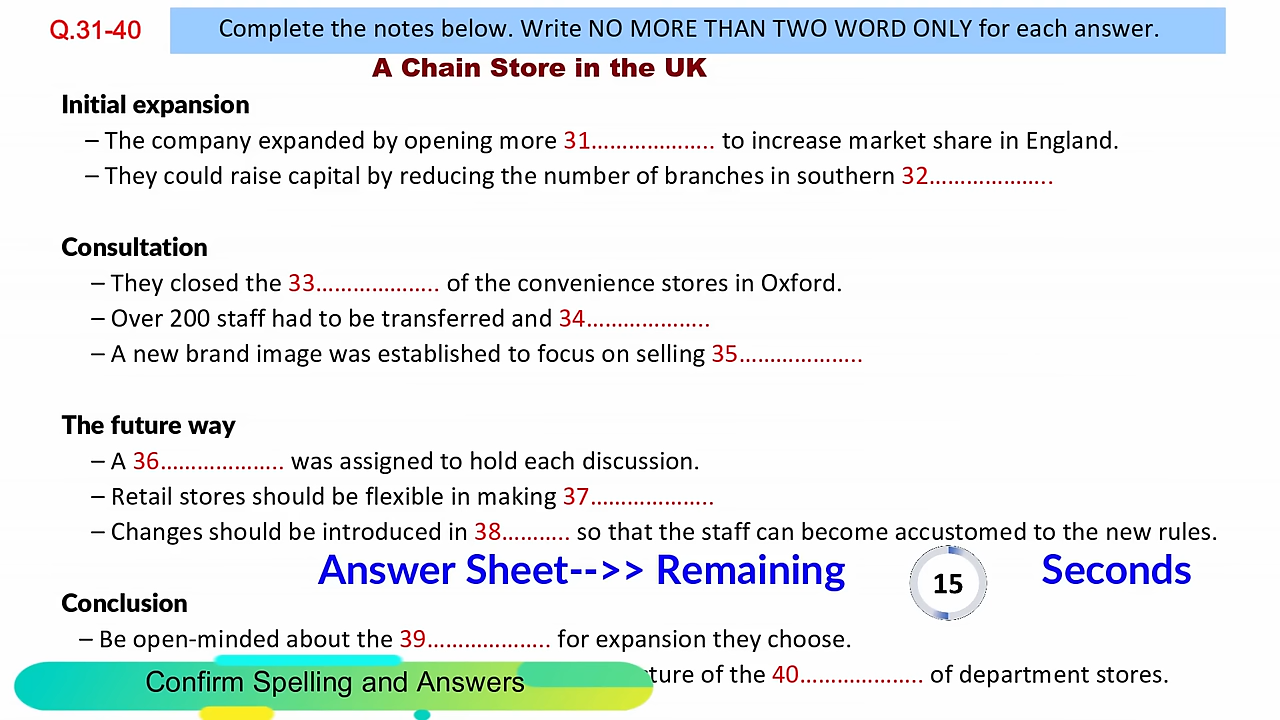 Q.31-40
Complete the notes below. Write NO MORE THAN TWO WORD ONLY for each answer.
A Chain Store in the UK
Initial expansion
– The company expanded by opening more 31……………….. to increase market share in England.
– They could raise capital by reducing the number of branches in southern 32………………..
Consultation
– They closed the 33……………….. of the convenience stores in Oxford.
– Over 200 staff had to be transferred and 34………………..
– A new brand image was established to focus on selling 35………………..
The future way
– A 36……………….. was assigned to hold each discussion.
– Retail stores should be flexible in making 37………………..
– Changes should be introduced in 38……….. so that the staff can become accustomed to the new rules.
Answer Sheet-->> Remaining 15 Seconds
Conclusion
– Be open-minded about the 39……………….. for expansion they choose.
of the 40……………….. of department stores.
Confirm Spelling and Answers